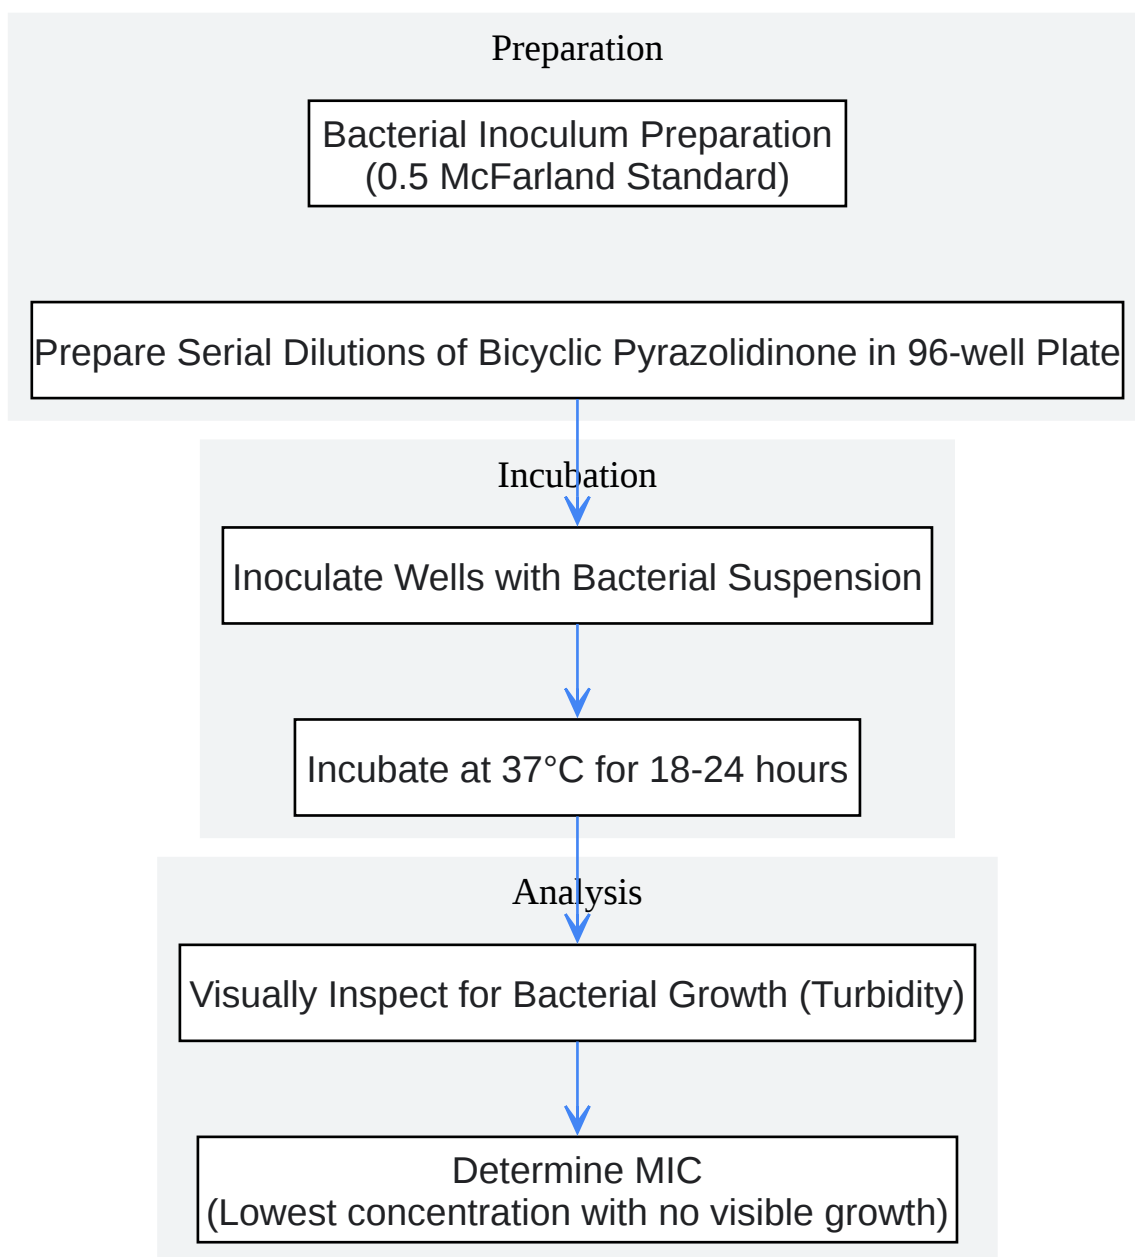 Preparation
Bacterial Inoculum Preparation
(0.5 McFarland Standard)
Prepare Serial Dilutions of Bicyclic Pyrazolidinone in 96-well Plate
Incubation
Inoculate Wells with Bacterial Suspension
Incubate at 37°C for 18-24 hours
Analysis
Visually Inspect for Bacterial Growth (Turbidity)
Determine MIC
(Lowest concentration with no visible growth)